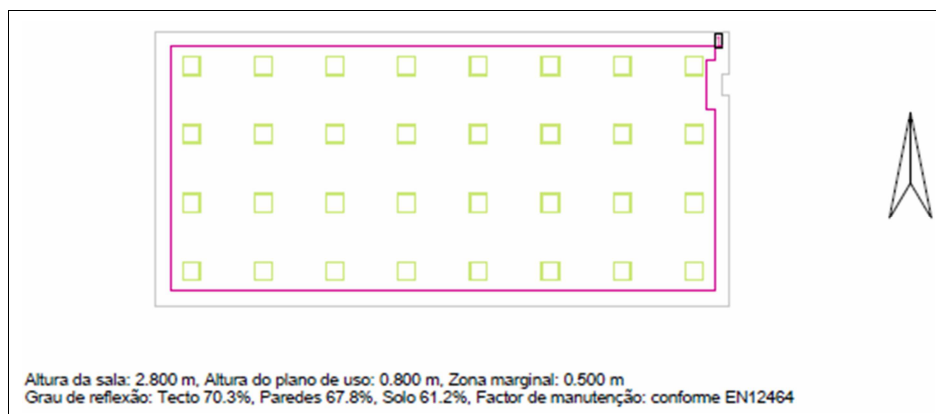 Altura da sala: 2.800 m, Altura do plano de uso: 0.800 m, Zona marginal: 0.500 m
Grau de reflexão: Tecto 70.3%, Paredes 67.8%, Solo 61.2%, Factor de manutenção: conforme EN12464